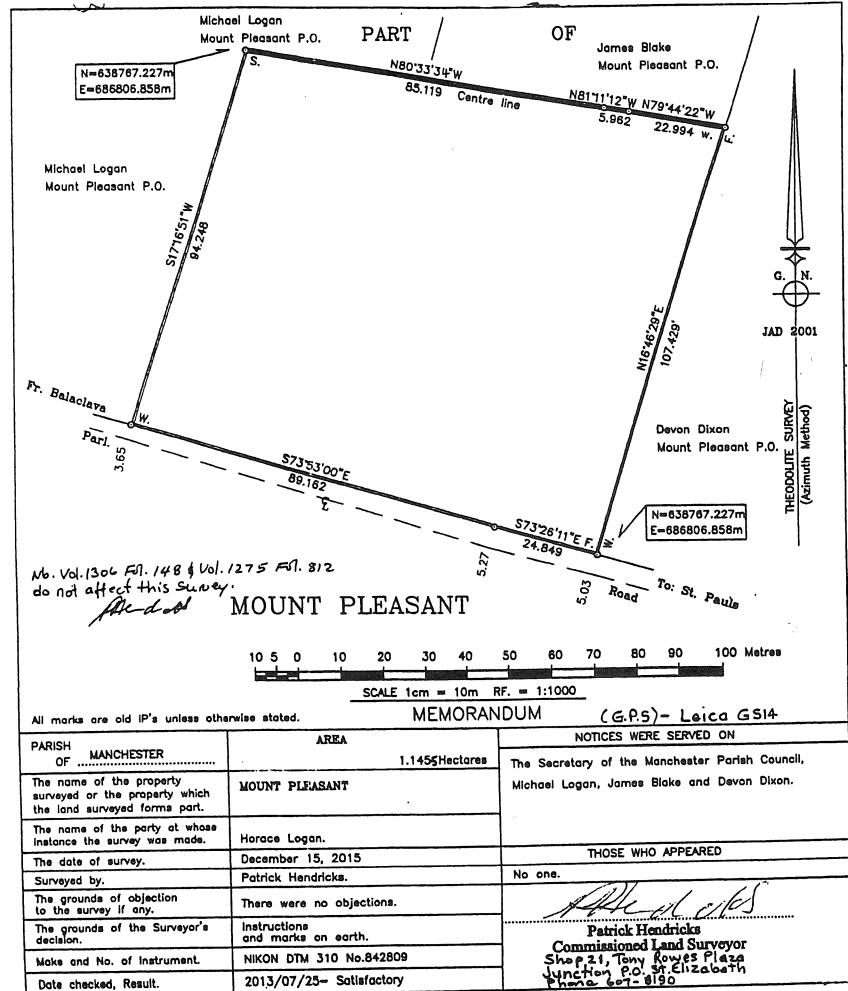 Michael Logan
Mount Pleasant P.O.
PART OF
James Blake
Mount Pleasant P.O.
N=638767.227m
E=686806.858m
S.
N80°33'34"W
85.119 Centre line
N81°11'12"W N79°44'22"W
5.962 22.994 w.
F.
Michael Logan
Mount Pleasant P.O.
S17°16'51"W
94.248
G. N.
JAD 2001
N16°46'29"E
107.429'
THEODOLITE SURVEY
(Azimuth Method)
Fr. Balaclava
W.
Parl.
3.65
Devon Dixon
Mount Pleasant P.O.
S73°53'00"E
89.162
℄
S73°26'11"E F.
24.849
W.
N=638767.227m
E=686806.858m
5.27
5.03
Road
To: St. Pauls
Nb. Vol.1306 Fol. 148 & Vol. 1275 Fol. 812
do not affect this Survey.
MOUNT PLEASANT
10 5 0 10 20 30 40 50 60 70 80 90 100 Metres
SCALE 1cm = 10m RF. = 1:1000
All marks are old IP's unless otherwise stated.
MEMORANDUM
(G.P.S) - Leica GS14
PARISH
OF MANCHESTER
AREA
1.1455Hectares
NOTICES WERE SERVED ON
The Secretary of the Manchester Parish Council,
Michael Logan, James Blake and Devon Dixon.
The name of the property
surveyed or the property which
the land surveyed forms part.
MOUNT PLEASANT
The name of the party at whose
instance the survey was made.
Horace Logan.
The date of survey.
December 15, 2015
THOSE WHO APPEARED
Surveyed by.
Patrick Hendricks.
No one.
The grounds of objection
to the survey if any.
There were no objections.
The grounds of the Surveyor's
decision.
Instructions
and marks on earth.
Make and No. of Instrument.
NIKON DTM 310 No.842809
Date checked, Result.
2013/07/25- Satisfactory
Patrick Hendricks
Commissioned Land Surveyor
Shop 21, Tony Rowes Plaza
Junction P.O. St. Elizabeth
Phone 607-8190